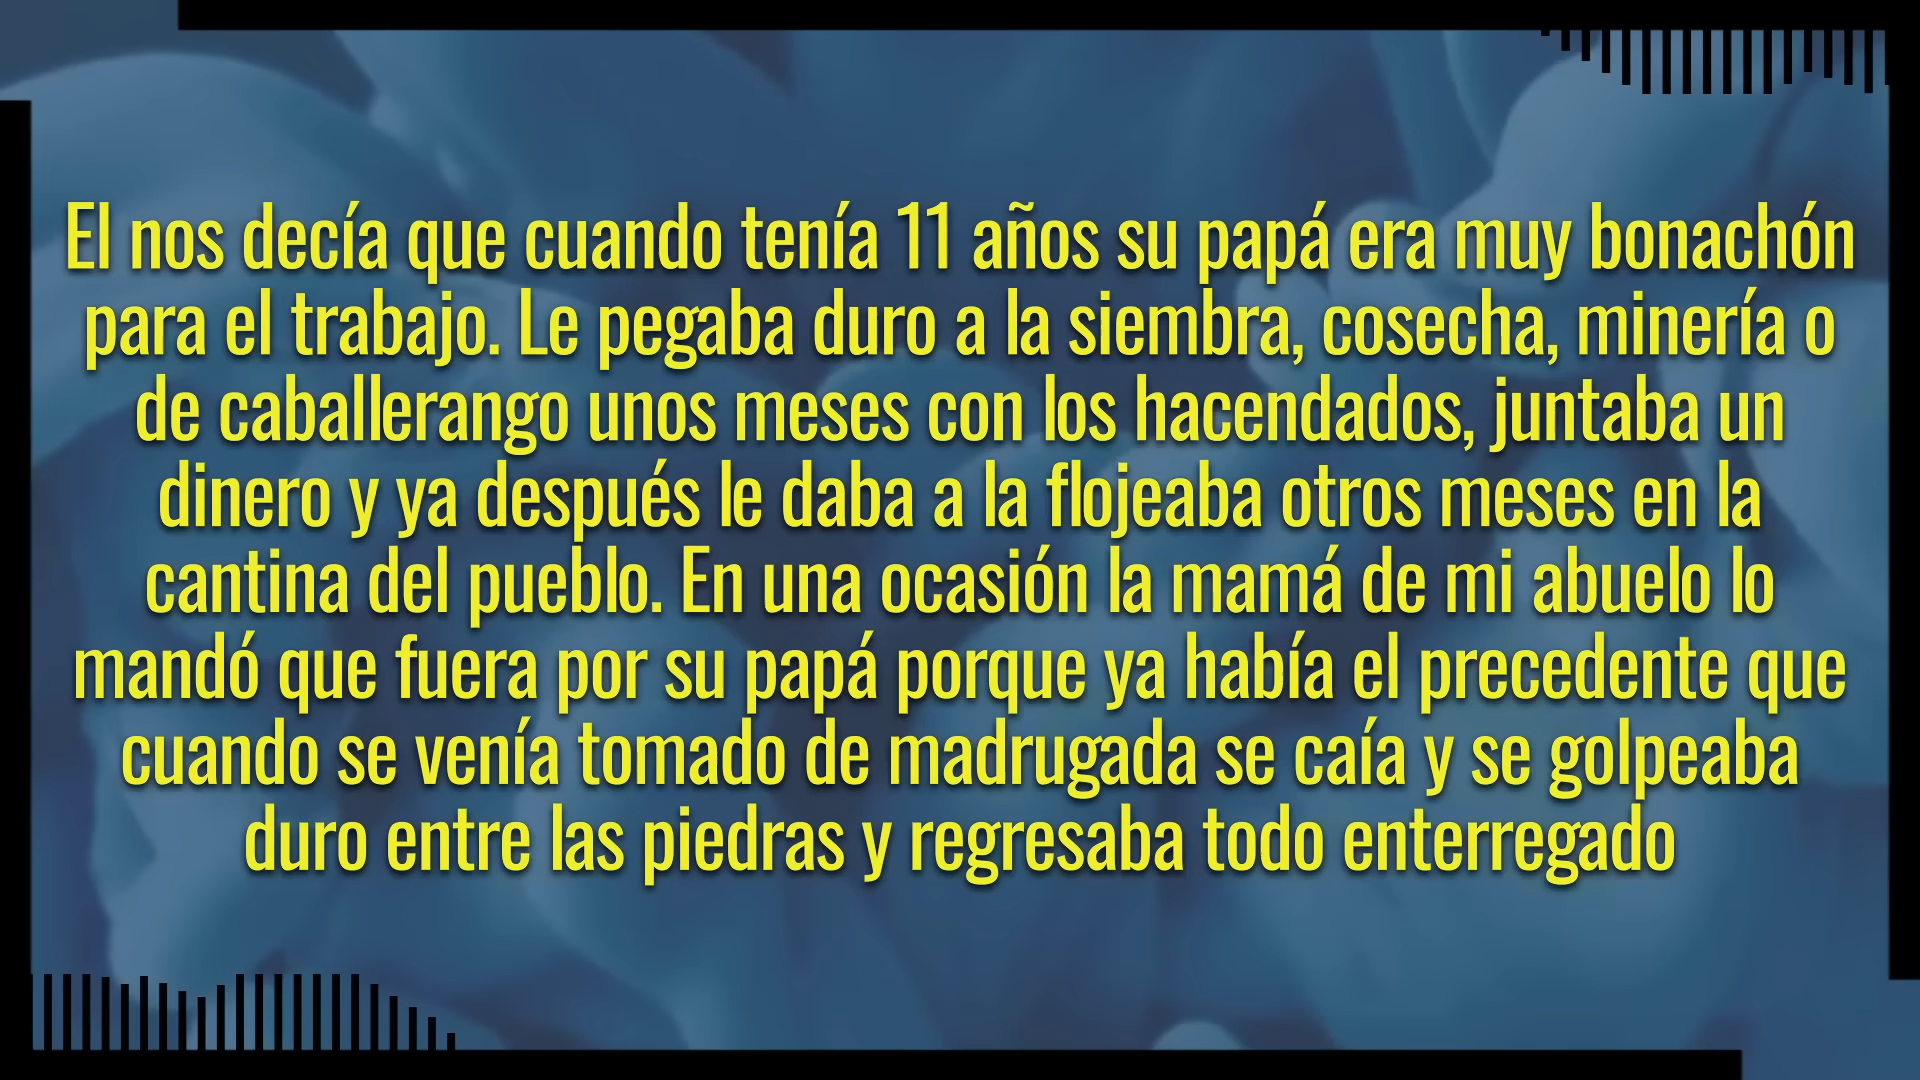 El nos decía que cuando tenía 11 años su papá era muy bonachón
para el trabajo. Le pegaba duro a la siembra, cosecha, minería o
de caballerango unos meses con los hacendados, juntaba un
dinero y ya después le daba a la flojeaba otros meses en la
cantina del pueblo. En una ocasión la mamá de mi abuelo lo
mandó que fuera por su papá porque ya había el precedente que
cuando se venía tomado de madrugada se caía y se golpeaba
duro entre las piedras y regresaba todo enterregado